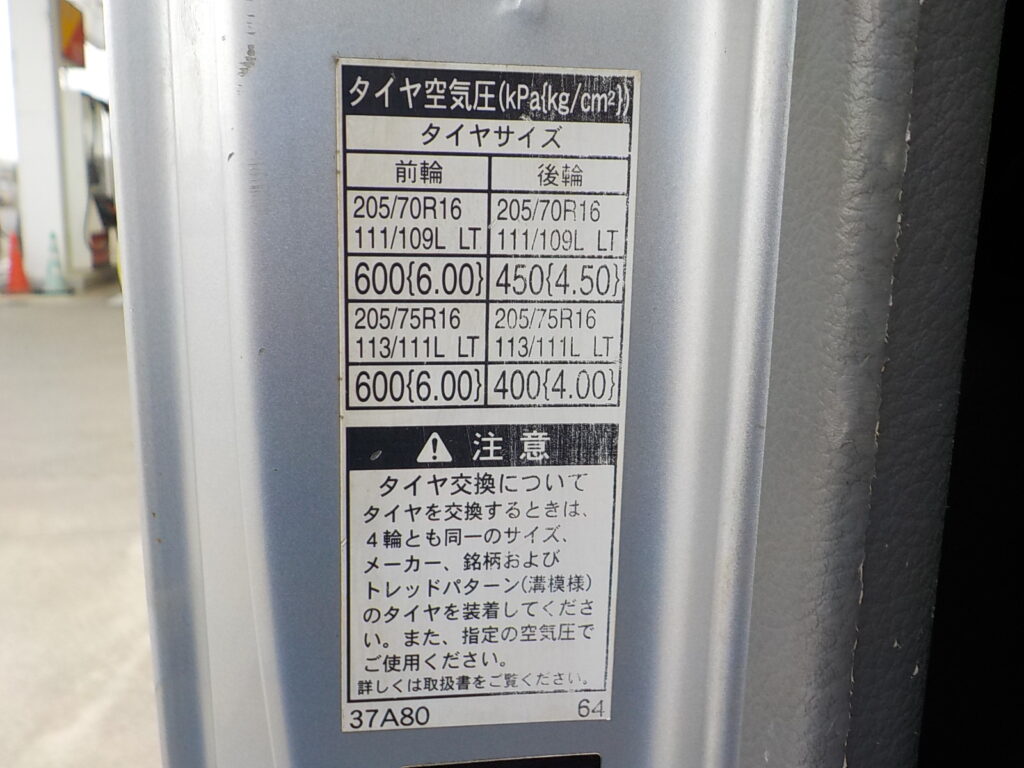 タイヤ空気圧(kPa{kg/cm²})
タイヤサイズ
前輪 後輪
205/70R16 205/70R16
111/109L LT 111/109L LT
600{6.00} 450{4.50}
205/75R16 205/75R16
113/111L LT 113/111L LT
600{6.00} 400{4.00}
注意
タイヤ交換について
タイヤを交換するときは、
4輪とも同一のサイズ、
メーカー、銘柄および
トレッドパターン(溝模様)
のタイヤを装着してくださ
い。また、指定の空気圧で
ご使用ください。
詳しくは取扱書をご覧ください。
37A80 64